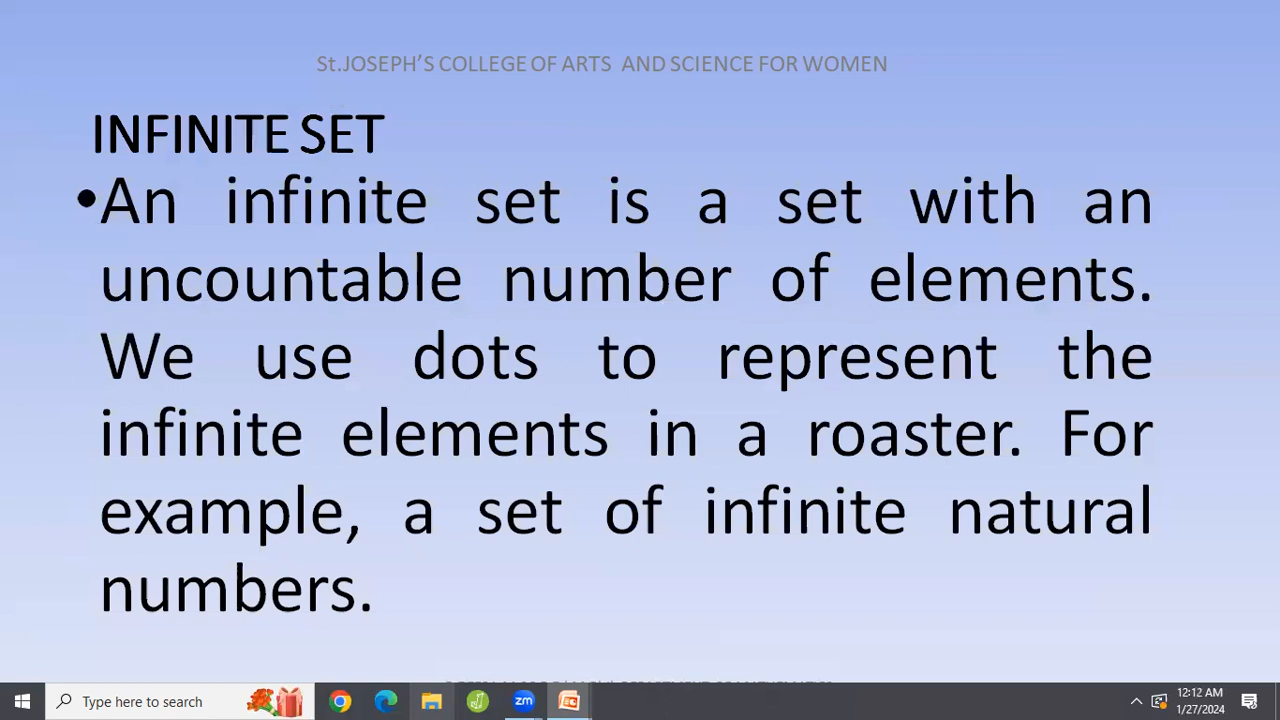 St.JOSEPH'S COLLEGE OF ARTS AND SCIENCE FOR WOMEN
INFINITE SET
•An infinite set is a set with an
uncountable number of elements.
We use dots to represent the
infinite elements in a roaster. For
example, a set of infinite natural
numbers.
Type here to search
zm
12:12 AM
1/27/2024